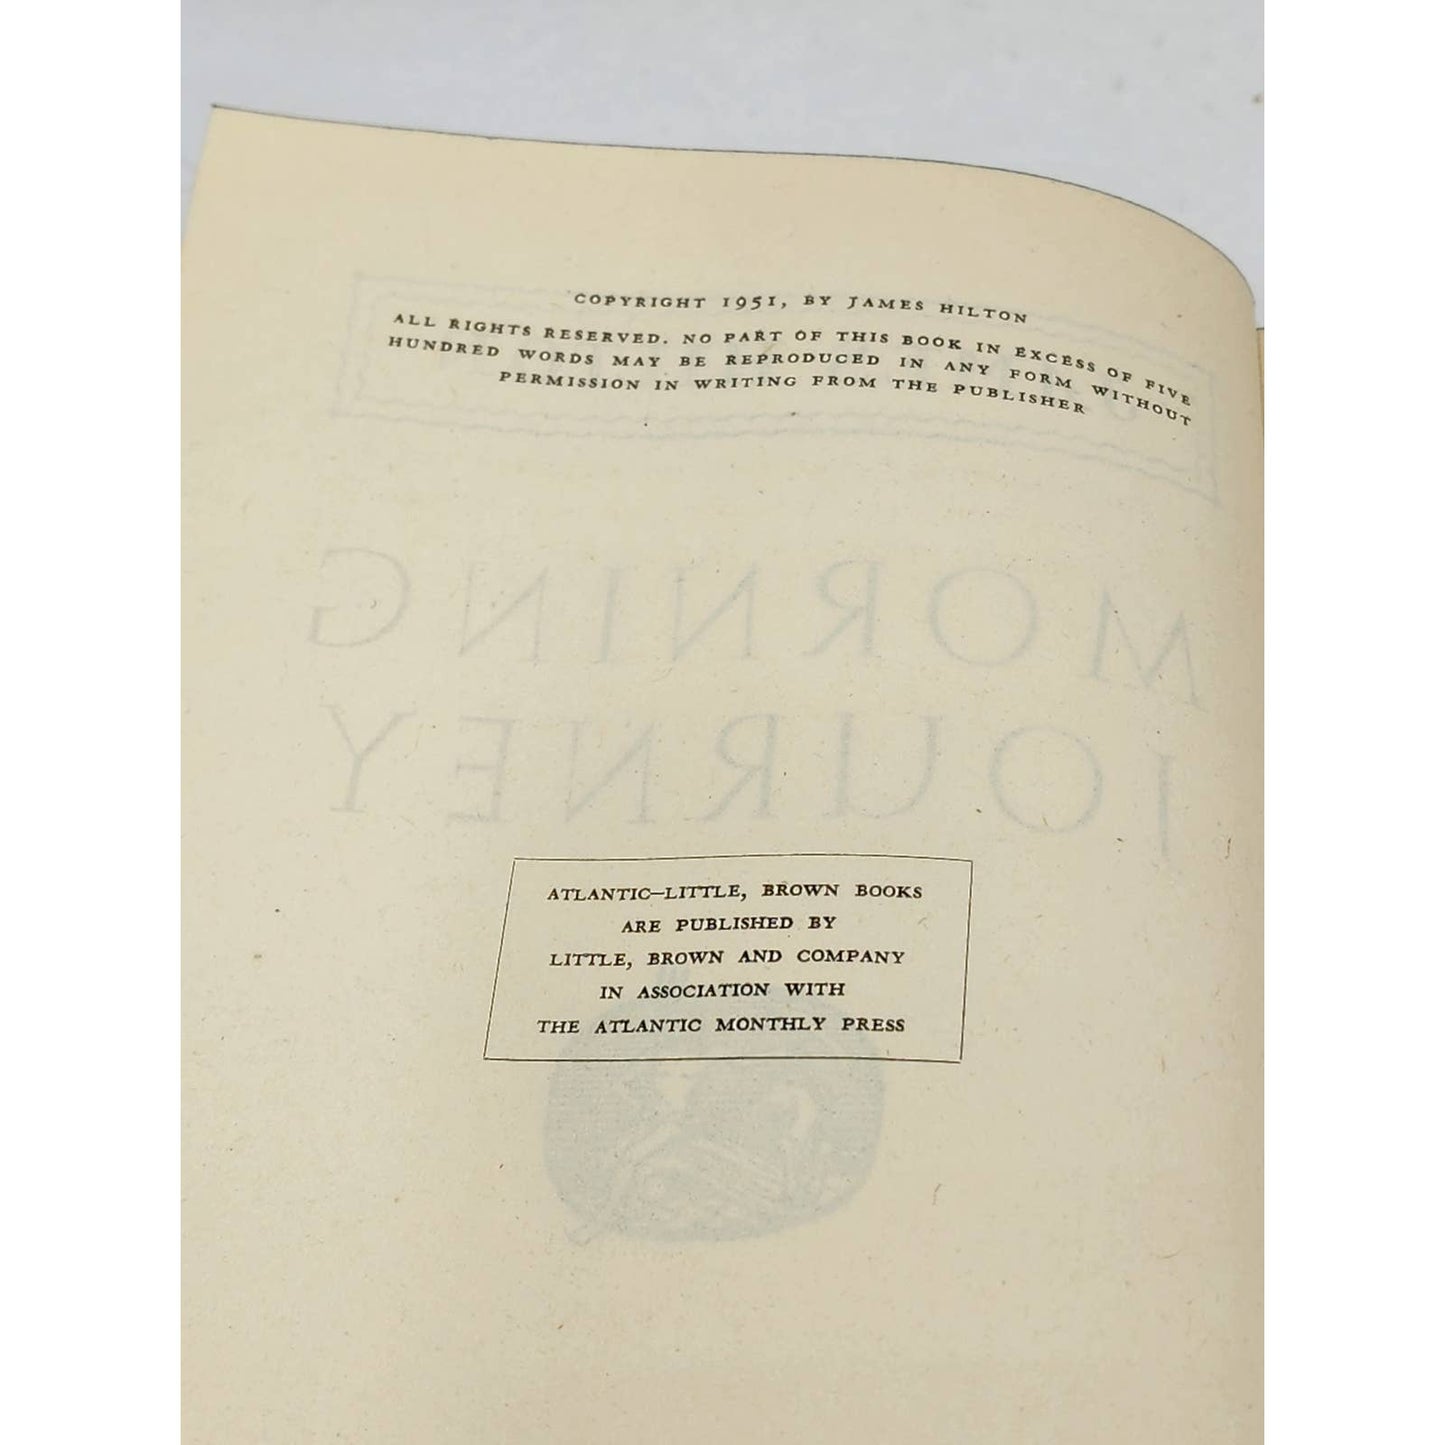 COPYRIGHT 1951, BY JAMES HILTON
ALL RIGHTS RESERVED. NO PART OF THIS BOOK IN EXCESS OF FIVE
HUNDRED WORDS MAY BE REPRODUCED IN ANY FORM WITHOUT
PERMISSION IN WRITING FROM THE PUBLISHER
MORNING
JOURNEY
ATLANTIC—LITTLE, BROWN BOOKS
ARE PUBLISHED BY
LITTLE, BROWN AND COMPANY
IN ASSOCIATION WITH
THE ATLANTIC MONTHLY PRESS